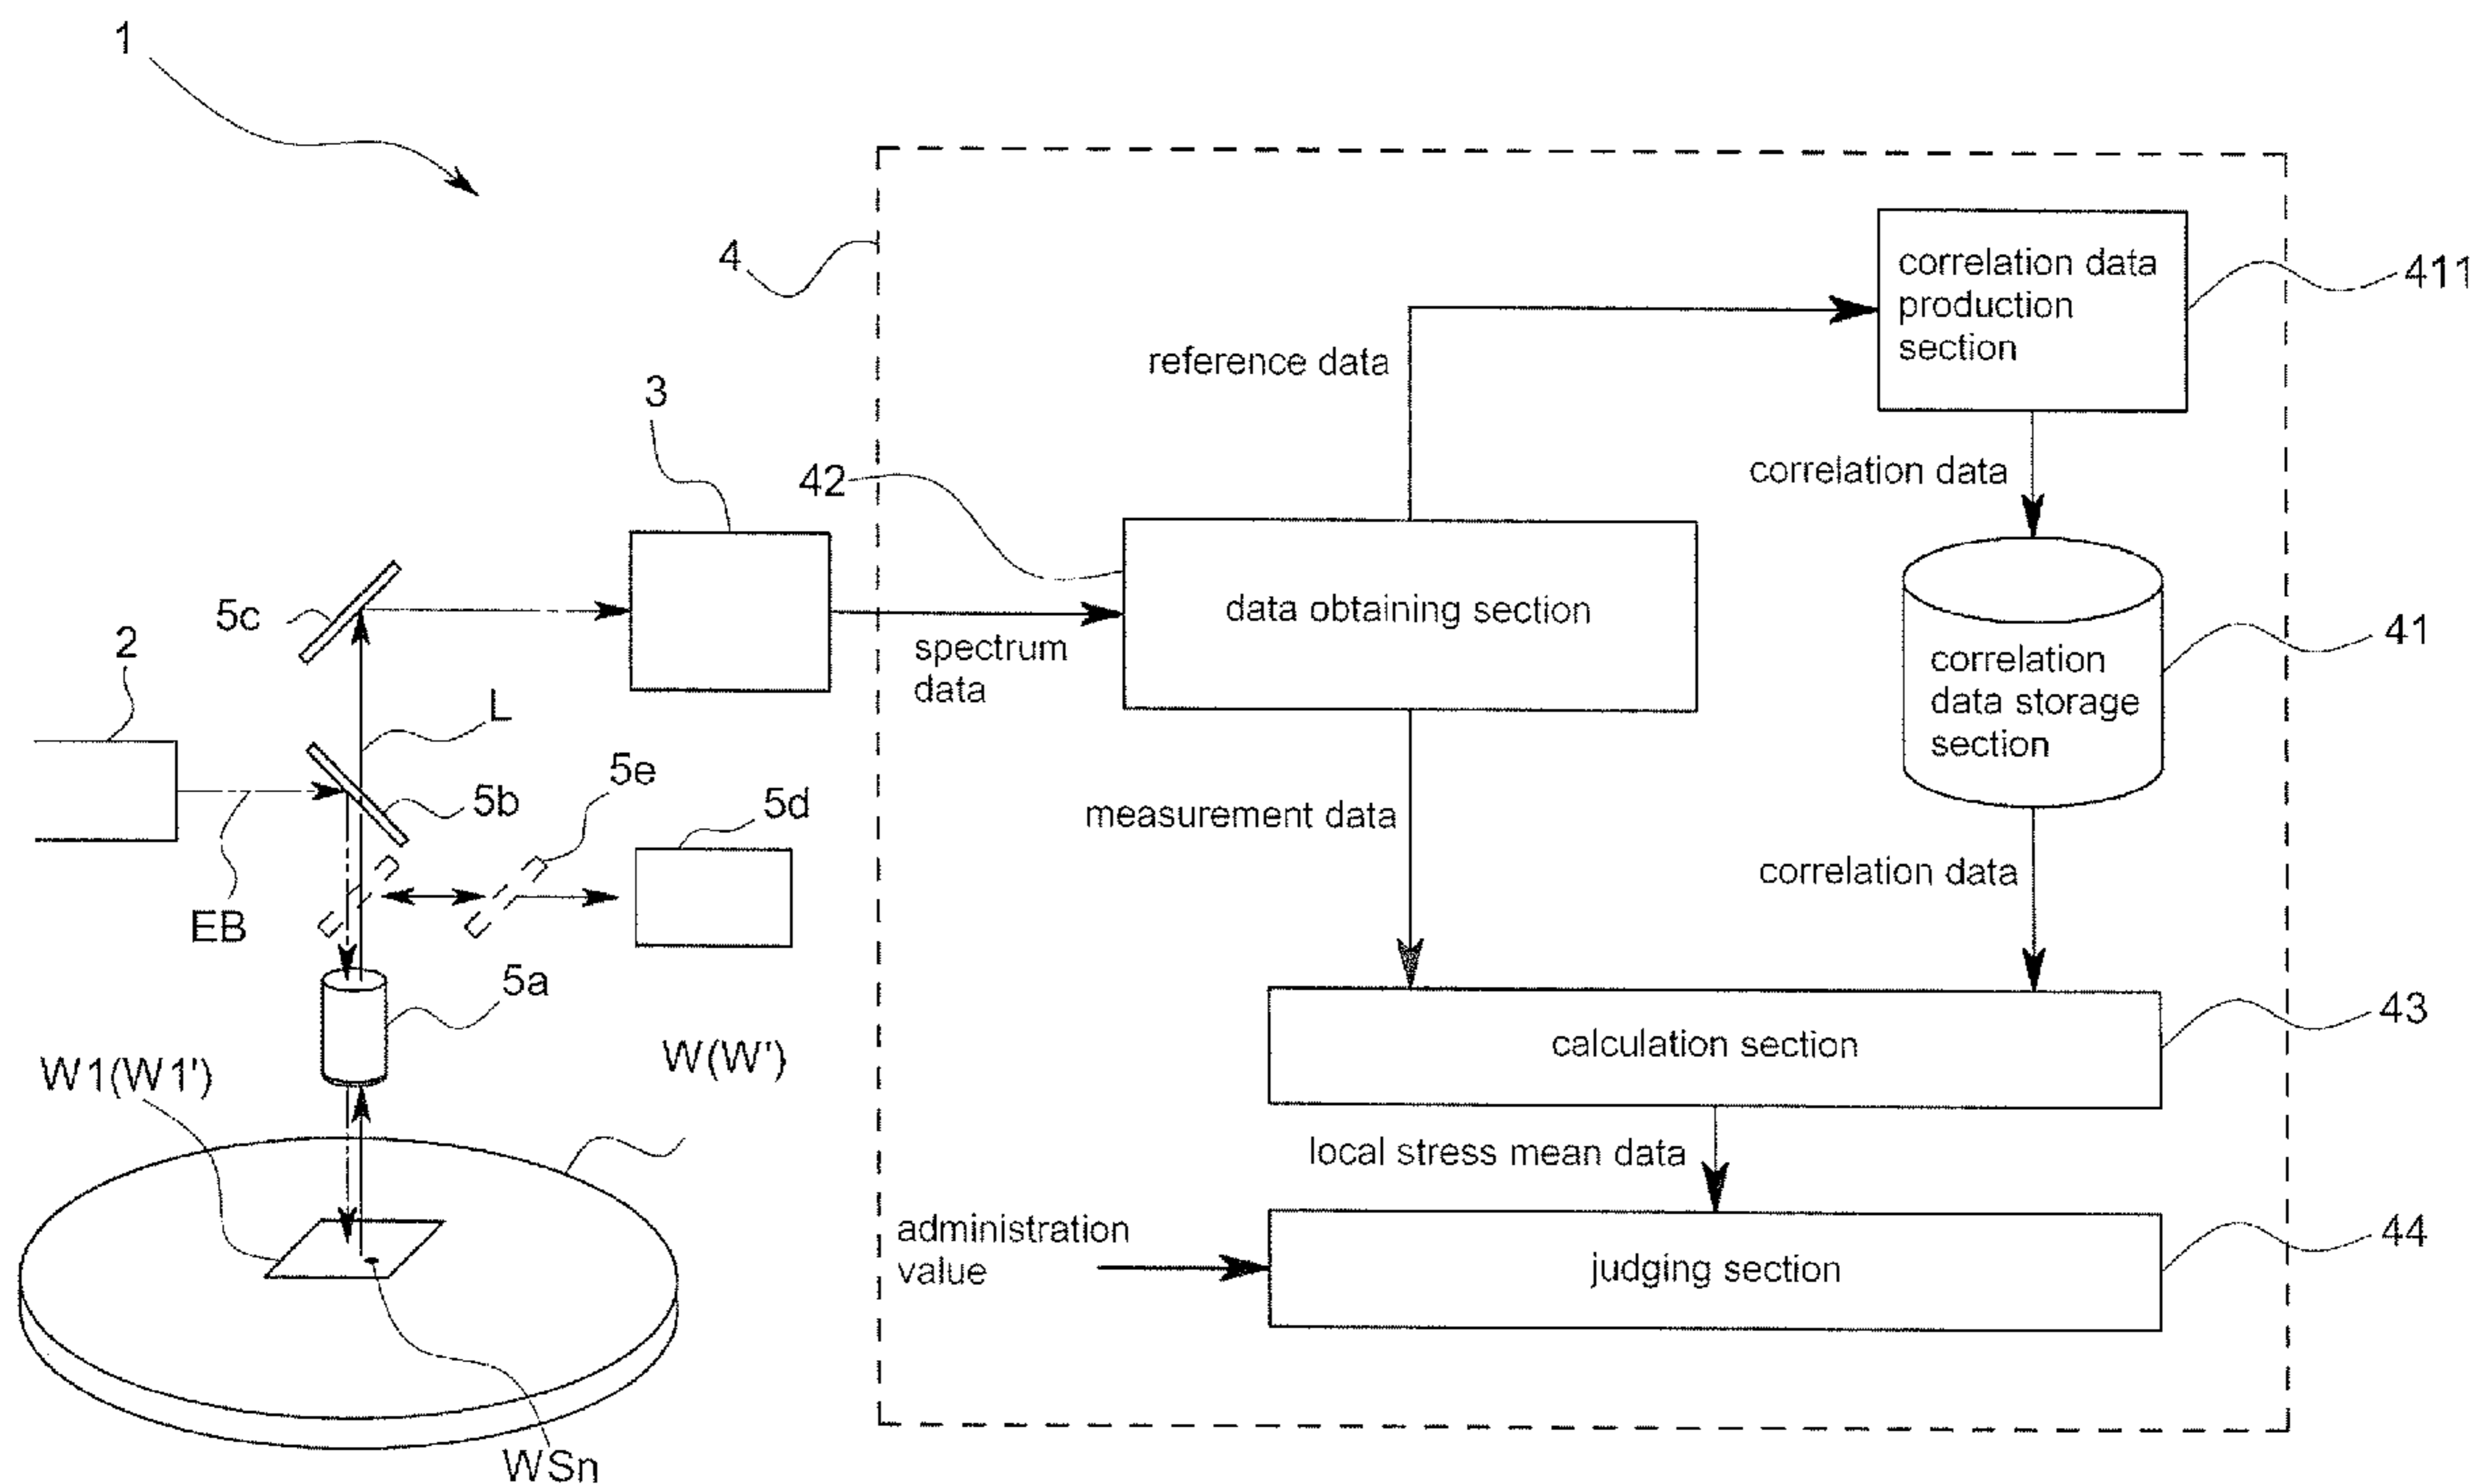 1
4
correlation data
production
section
411
reference data
3
42
correlation data
5c
data obtaining section
spectrum
data
correlation
data storage
section
41
2
L
5b
5e
5d
measurement data
EB
correlation data
5a
W(W')
W1(W1')
calculation section
43
local stress mean data
administration
value
judging section
44
WSn